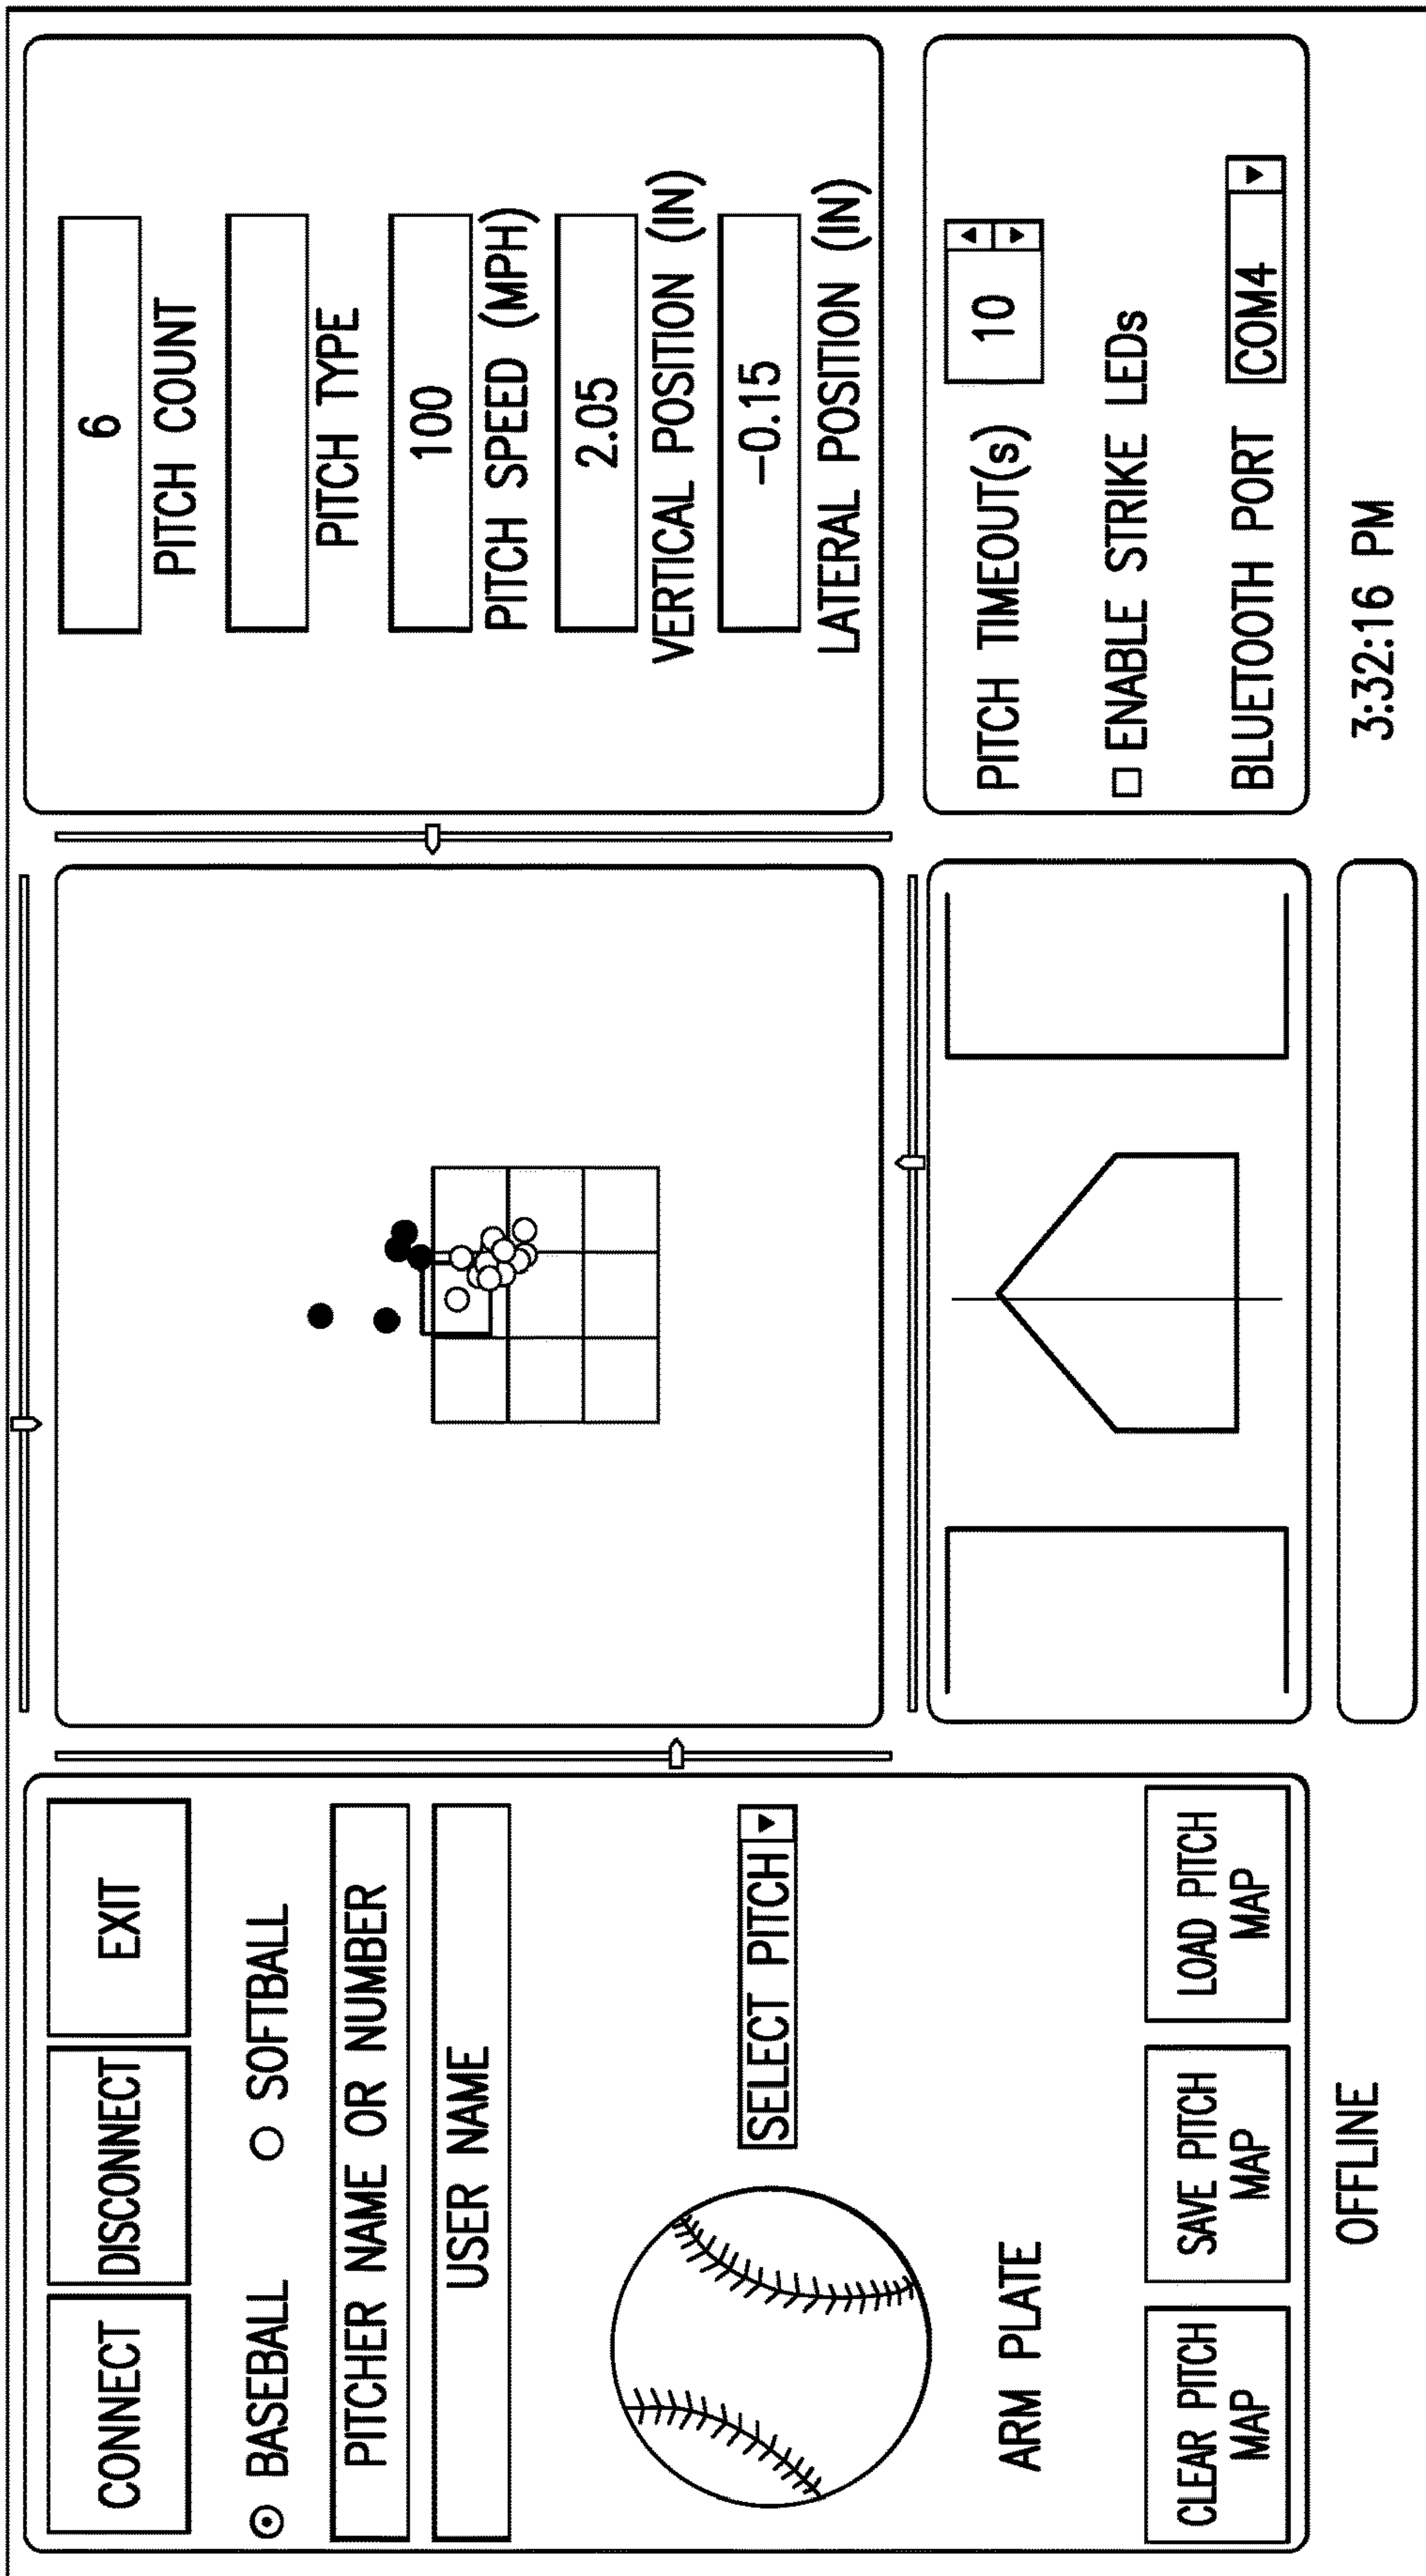 CONNECT
DISCONNECT
EXIT
BASEBALL
SOFTBALL
PITCHER NAME OR NUMBER
USER NAME
SELECT PITCH
ARM PLATE
CLEAR PITCH
MAP
SAVE PITCH
MAP
LOAD PITCH
MAP
OFFLINE
6
PITCH COUNT
PITCH TYPE
100
PITCH SPEED (MPH)
2.05
VERTICAL POSITION (IN)
-0.15
LATERAL POSITION (IN)
PITCH TIMEOUT(s) 10
ENABLE STRIKE LEDs
BLUETOOTH PORT COM4
3:32:16 PM